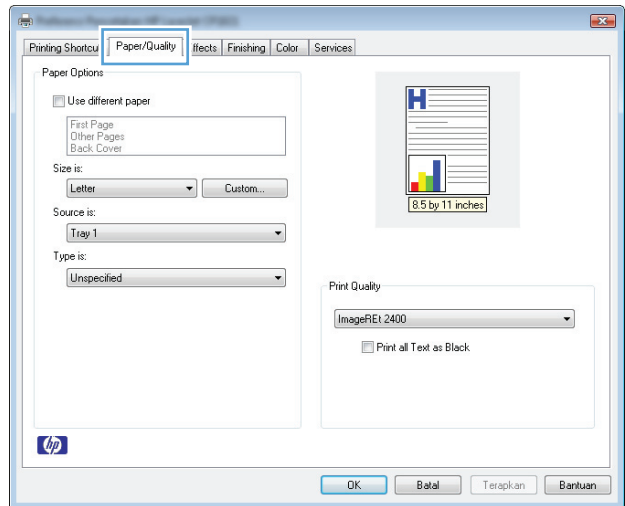 Printing Shortcu
Paper/Quality
ffects
Finishing
Color
Services
Paper Options
Use different paper
First Page
Other Pages
Back Cover
Size is:
Letter
Custom...
Source is:
Tray 1
Type is:
Unspecified
H
8.5 by 11 inches
Print Quality
ImageREt 2400
Print all Text as Black
hp
OK
Batal
Terapkan
Bantuan